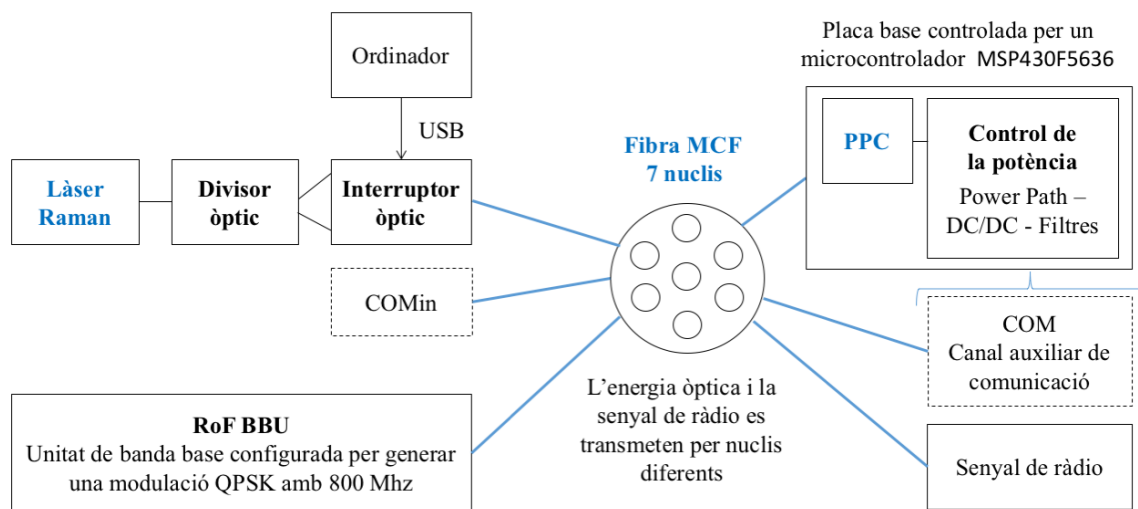 Ordinador
USB
Làser
Raman
Divisor
òptic
Interruptor
òptic
COMin
RoF BBU
Unitat de banda base configurada per generar
una modulació QPSK amb 800 Mhz
Fibra MCF
7 nuclis
L’energia òptica i la
senyal de ràdio es
transmeten per nuclis
diferents
Placa base controlada per un
microcontrolador MSP430F5636
PPC
Control de
la potència
Power Path –
DC/DC - Filtres
COM
Canal auxiliar de
comunicació
Senyal de ràdio